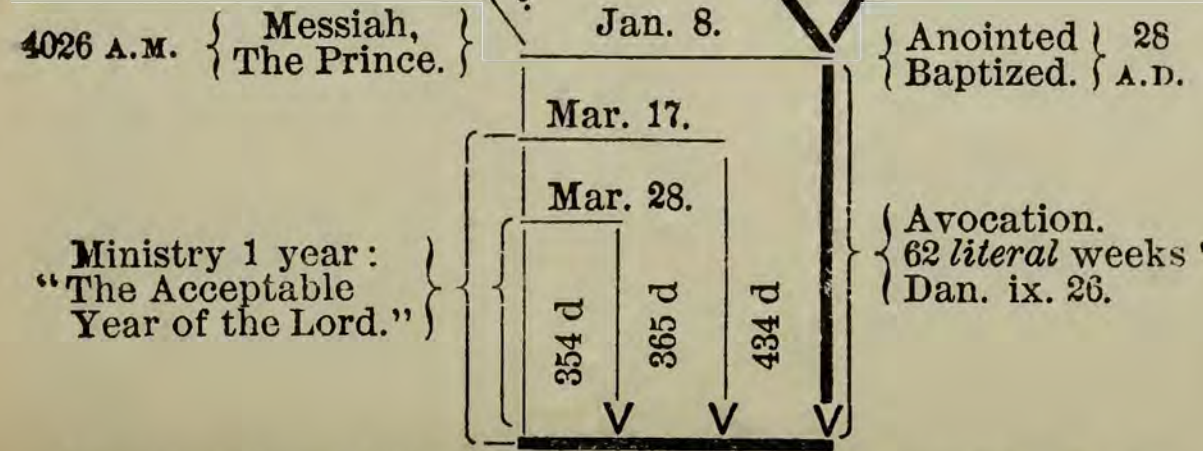 4026 A.M.
Messiah,
The Prince.
Jan. 8.
Anointed
Baptized.
28
A.D.
Mar. 17.
Mar. 28.
Ministry 1 year:
“The Acceptable
Year of the Lord.”
354 d
365 d
434 d
Avocation.
62 literal weeks
Dan. ix. 26.